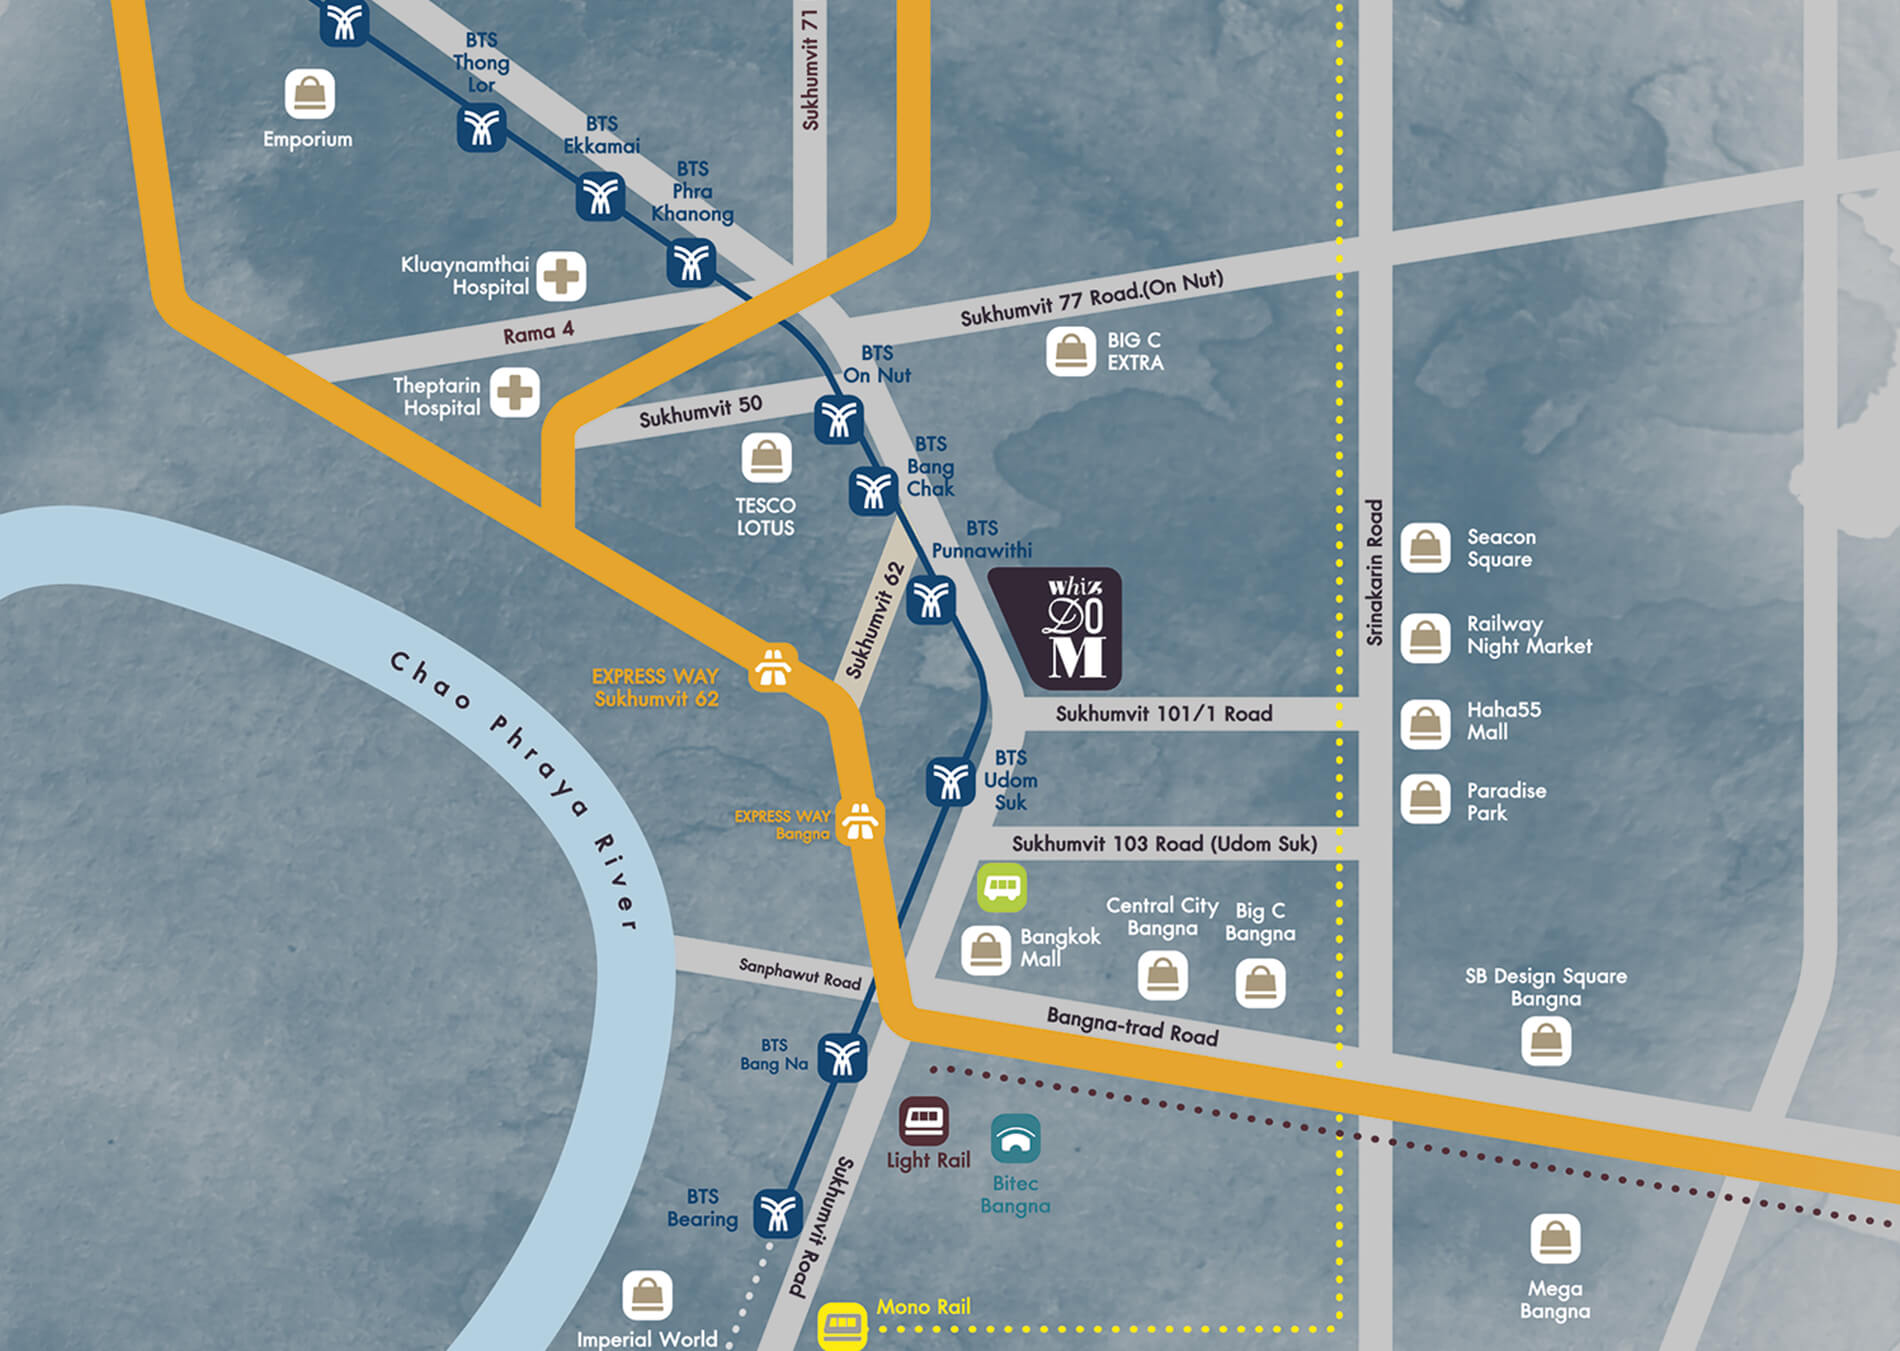 BTS
Thong
Lor
Sukhumvit 71
Emporium
BTS
Ekkamai
BTS
Phra
Khanong
Kluaynamthai
Hospital
Rama 4
Sukhumvit 77 Road.(On Nut)
BIG C
EXTRA
BTS
On Nut
Theptarin
Hospital
Sukhumvit 50
TESCO
LOTUS
BTS
Bang
Chak
BTS
Punnawithi
Sukhumvit 62
whiz
DO
M
Srinakarin Road
Seacon
Square
Railway
Night Market
Haha55
Mall
Paradise
Park
EXPRESS WAY
Sukhumvit 62
Chao Phraya River
Sukhumvit 101/1 Road
BTS
Udom
Suk
EXPRESS WAY
Bangna
Sukhumvit 103 Road (Udom Suk)
Bangkok
Mall
Central City
Bangna
Big C
Bangna
Sanphawut Road
SB Design Square
Bangna
Bangna-trad Road
BTS
Bang Na
Light Rail
Bitec
Bangna
BTS
Bearing
Sukhumvit Road
Mega
Bangna
Imperial World
Mono Rail